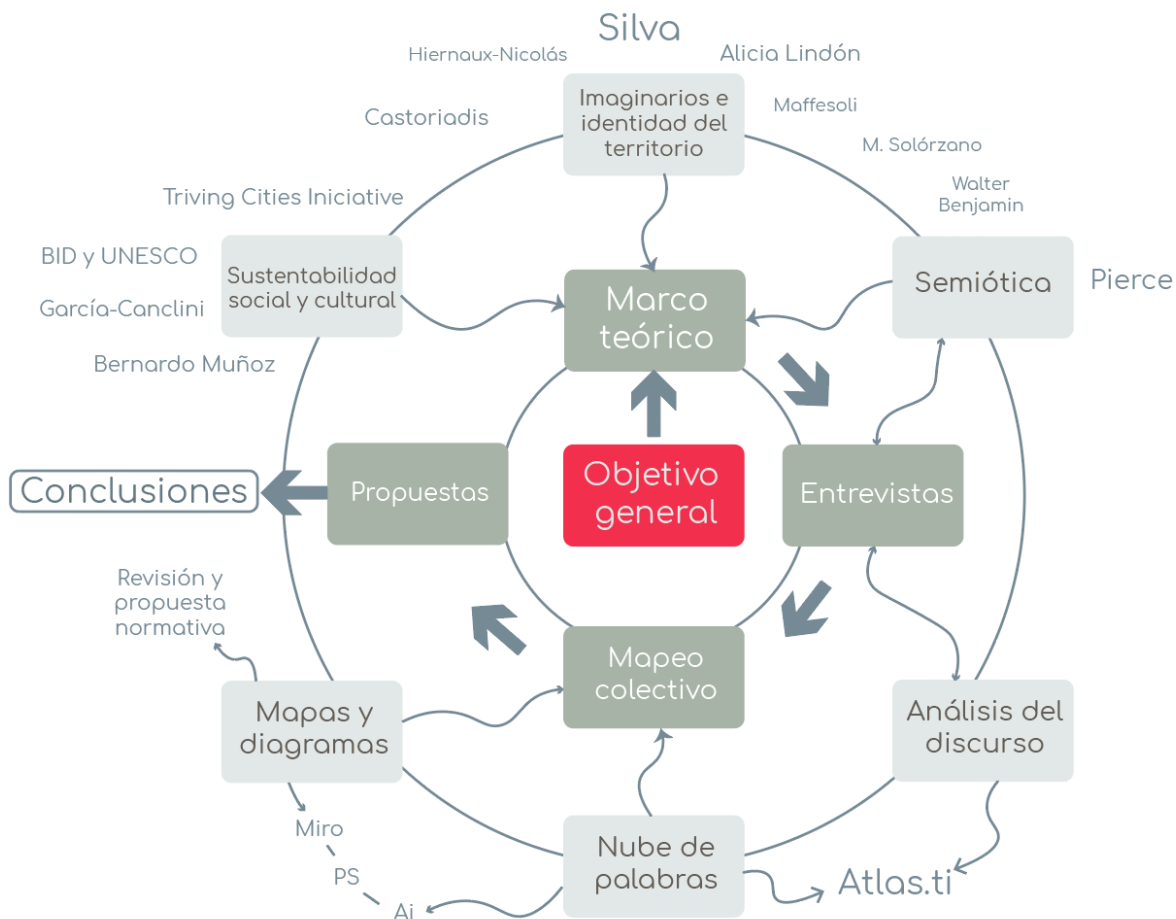 Silva
Hiernaux-Nicolás
Alicia Lindón
Imaginarios e
identidad del
territorio
Castoriadis
Maffesoli
M. Solórzano
Walter
Benjamin
Triving Cities Iniciative
BID y UNESCO
García-Canclini
Bernardo Muñoz
Sustentabilidad
social y cultural
Marco
teórico
Semiótica
Pierce
Conclusiones
Propuestas
Objetivo
general
Entrevistas
Revisión y
propuesta
normativa
Mapeo
colectivo
Mapas y
diagramas
Análisis del
discurso
Miro
PS
Ai
Nube de
palabras
Atlas.ti